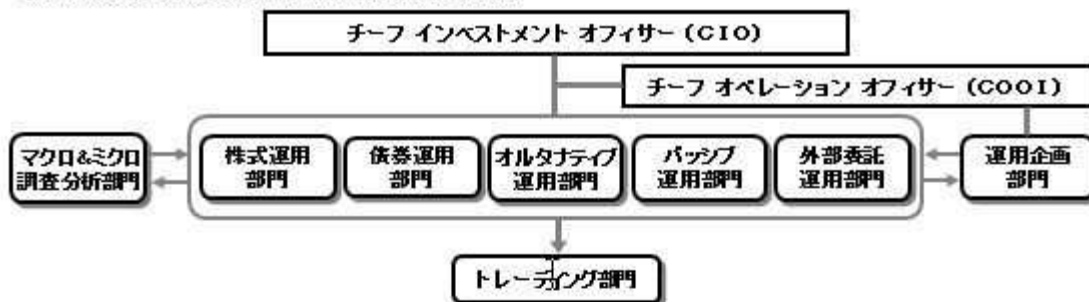 チーフ インベストメント オフィサー (CIO)
チーフ オペレーション オフィサー (COOI)
マクロ&ミクロ
調査分析部門
株式運用
部門
債券運用
部門
オルタナティブ
運用部門
パッシブ
運用部門
外部委託
運用部門
運用企画
部門
トレーディング部門